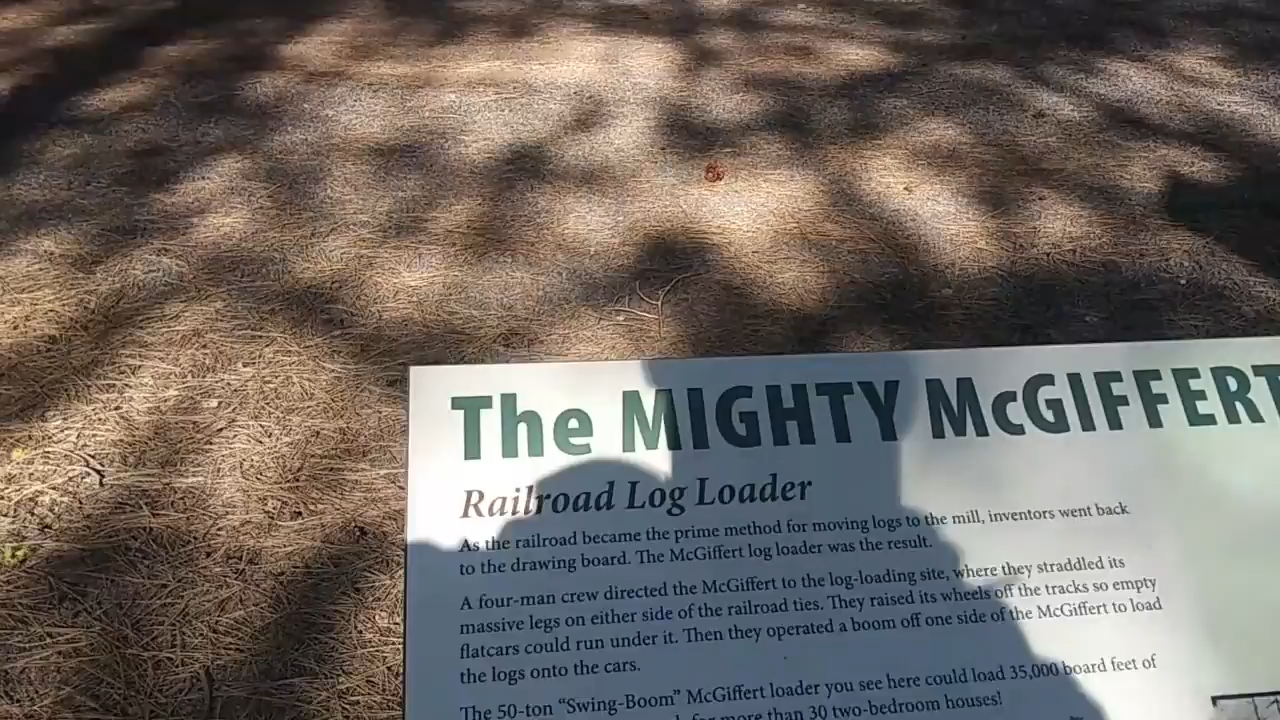 The MIGHTY McGIFFERT
Railroad Log Loader
As the railroad became the prime method for moving logs to the mill, inventors went back
to the drawing board. The McGiffert log loader was the result.
A four-man crew directed the McGiffert to the log-loading site, where they straddled its
massive legs on either side of the railroad ties. They raised its wheels off the tracks so empty
flatcars could run under it. Then they operated a boom off one side of the McGiffert to load
the logs onto the cars.
The 50-ton “Swing-Boom” McGiffert loader you see here could load 35,000 board feet of
more than 30 two-bedroom houses!